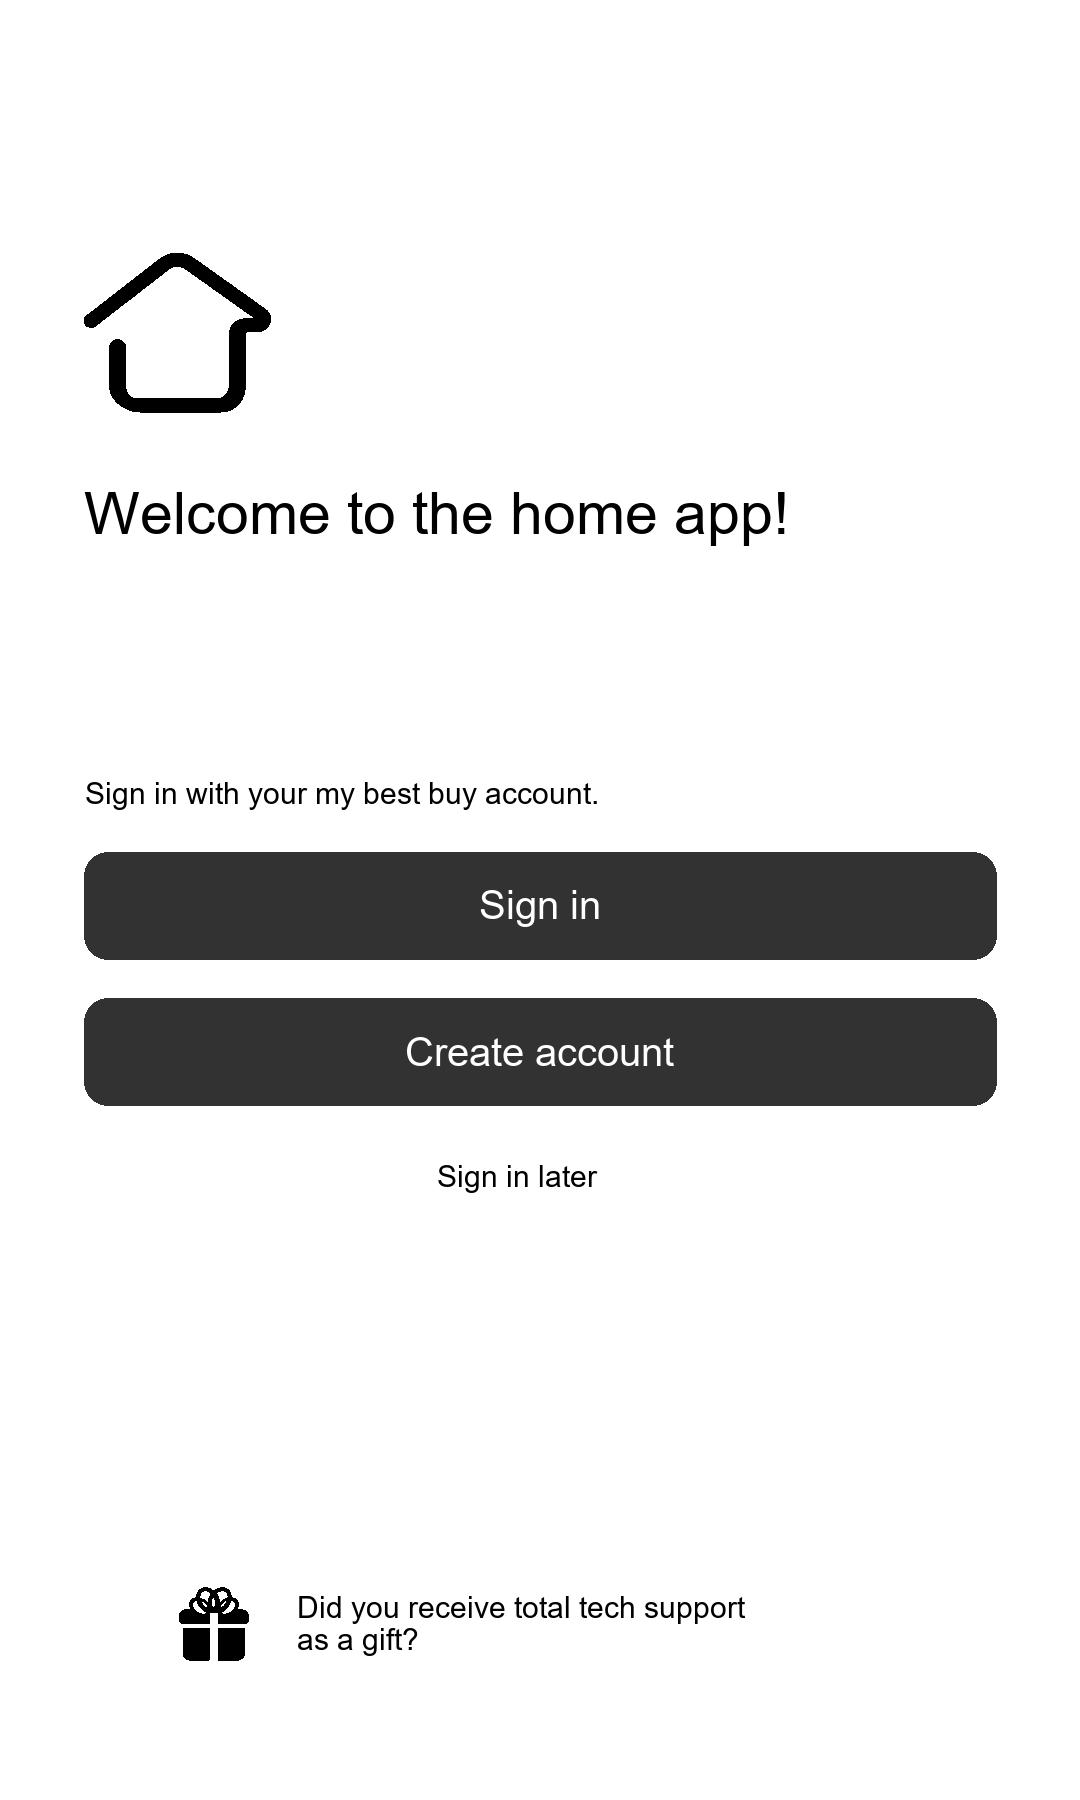 Welcome to the home app!
Sign in with your my best buy account.
Sign in
Create account
Sign in later
Did you receive total tech support
as a gift?